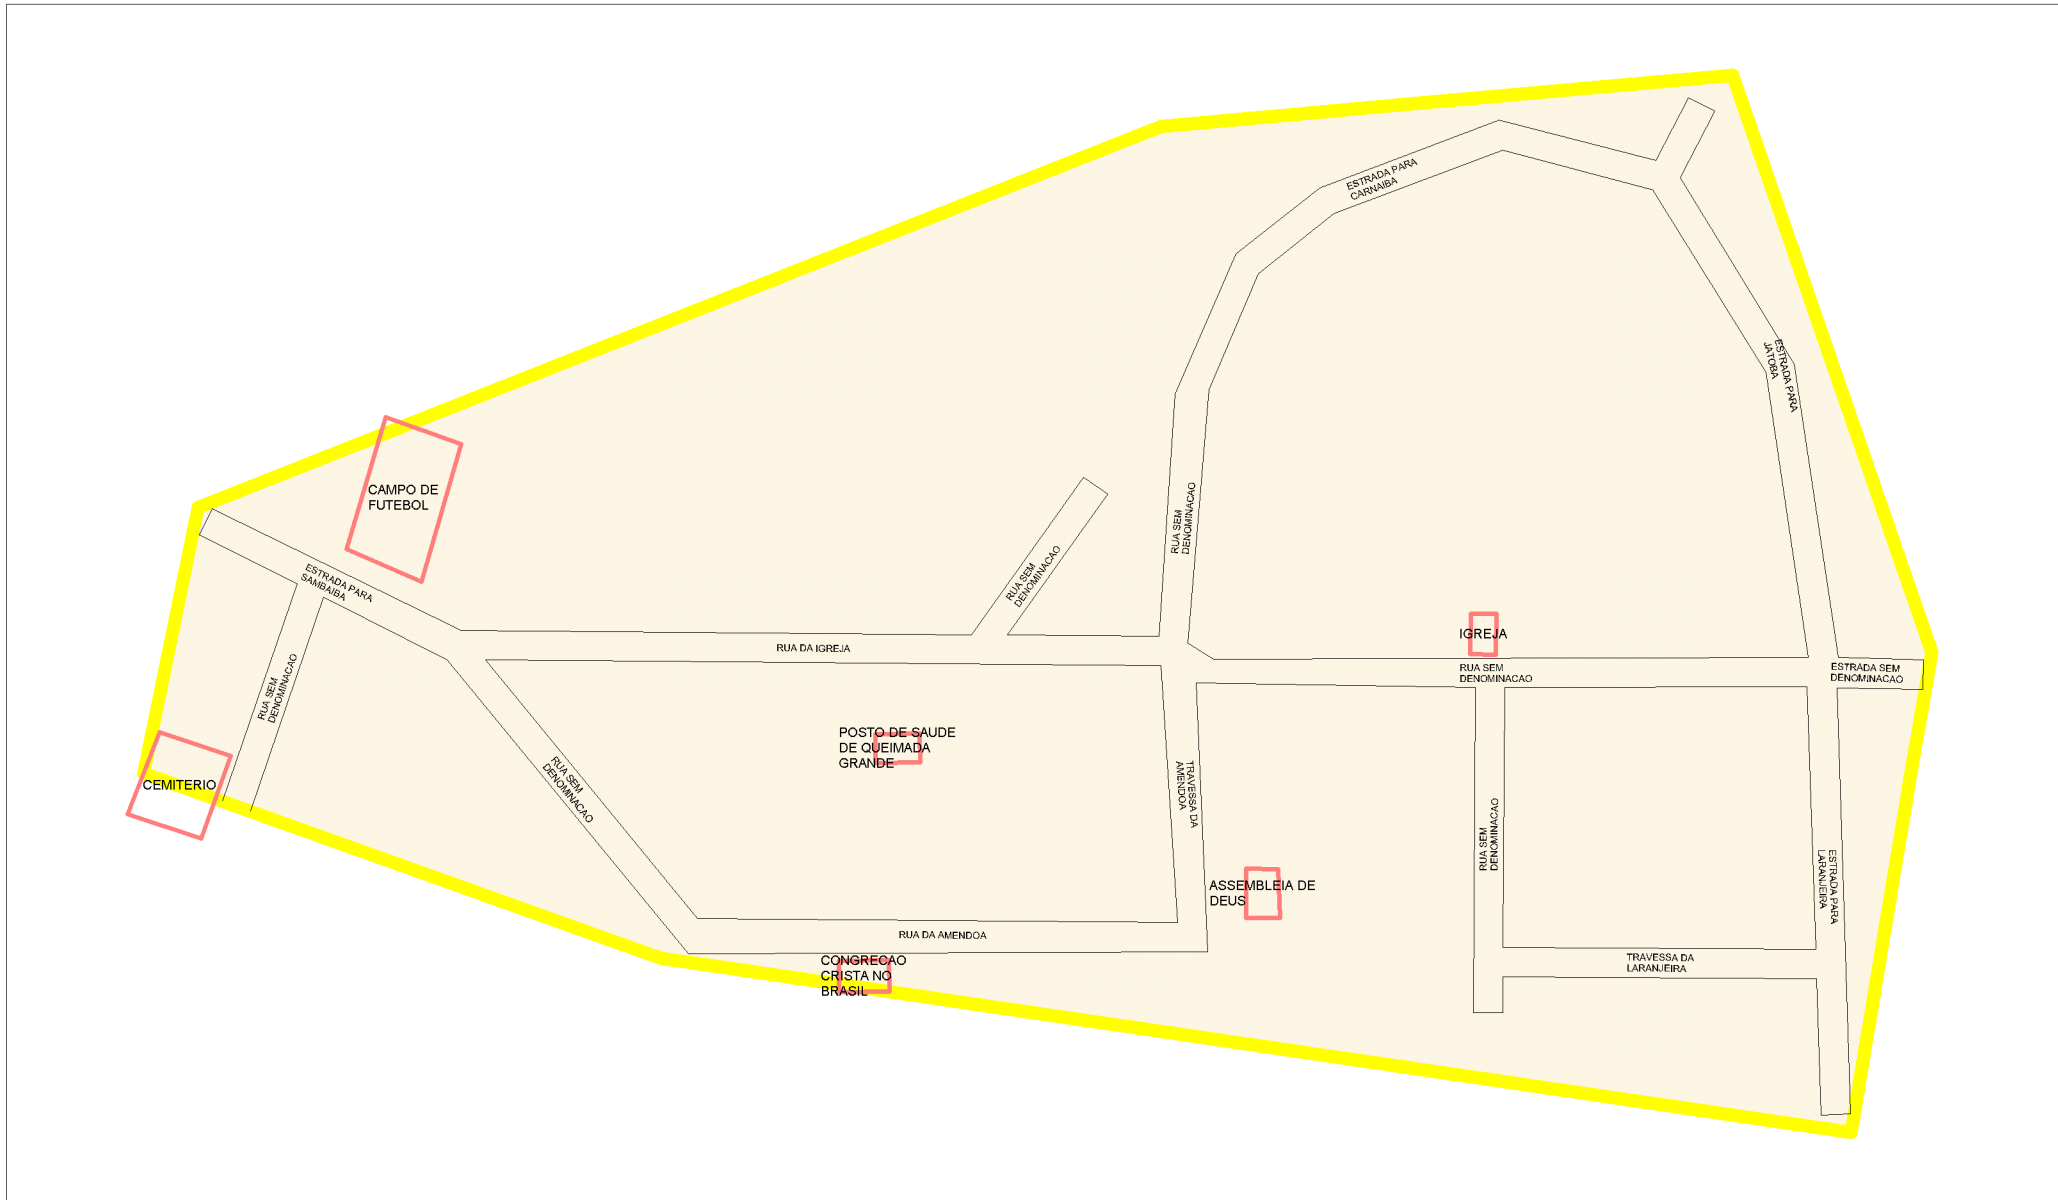 ESTRADA PARA
CARNAIBA
ESTRADA PARA
JATOBA
CAMPO DE
FUTEBOL
RUA SEM
DENOMINACAO
ESTRADA PARA
SAMBAIBA
RUA SEM
DENOMINACAO
IGREJA
RUA DA IGREJA
RUA SEM
DENOMINACAO
ESTRADA SEM
DENOMINACAO
RUA SEM
DENOMINACAO
POSTO DE SAUDE
DE QUEIMADA
GRANDE
CEMITERIO
RUA SEM
DENOMINACAO
TRAVESSA DA
AMENDOA
RUA SEM
DENOMINACAO
ESTRADA PARA
LARANJEIRA
ASSEMBLEIA DE
DEUS
RUA DA AMENDOA
CONGRECAO
CRISTA NO
BRASIL
TRAVESSA DA
LARANJEIRA